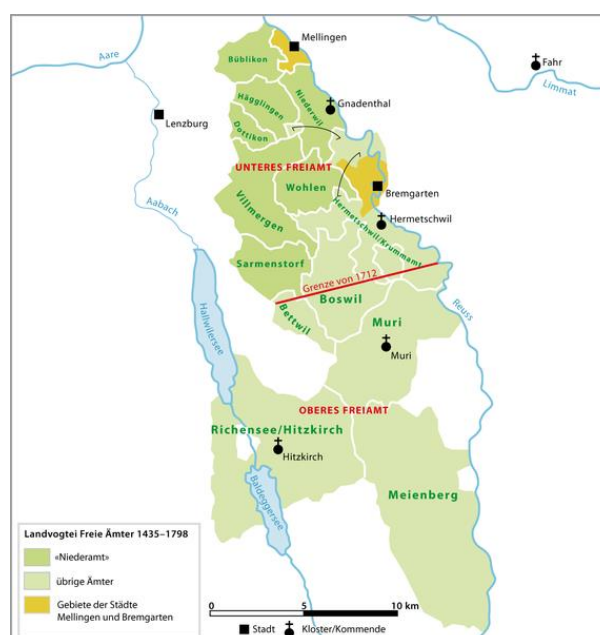 Mellingen
Fahr
Aare
Büblikon
Limmat
Hägglingen
Niederwil
Gnadenthal
Lenzburg
Dottikon
UNTERES FREIAMT
Wohlen
Bremgarten
Aabach
Villmergen
Hermetschwil
Hermetschwil/Krummamt
Sarmenstorf
Grenze von 1712
Boswil
Reuss
Hallwilersee
Bettwil
Muri
Muri
OBERES FREIAMT
Richensee/Hitzkirch
Hitzkirch
Baldeggersee
Meienberg
Landvogtei Freie Ämter 1435–1798
«Niederamt»
übrige Ämter
Gebiete der Städte
Mellingen und Bremgarten
0 5 10 km
Stadt Kloster/Kommende